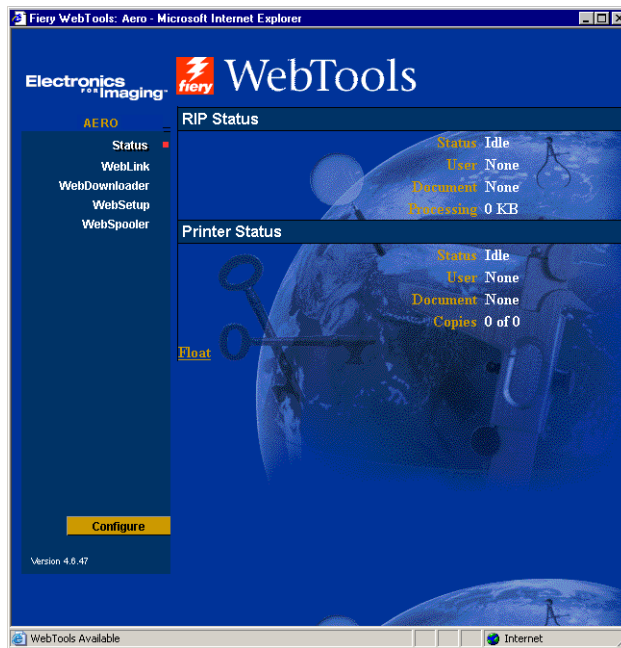 Fiery WebTools: Aero - Microsoft Internet Explorer
Electronics
FOR Imaging™
fiery
WebTools
AERO
Status
WebLink
WebDownloader
WebSetup
WebSpooler
Configure
Version 4.6.47
RIP Status
Status Idle
User None
Document None
Processing 0 KB
Printer Status
Status Idle
User None
Document None
Copies 0 of 0
Float
WebTools Available
Internet